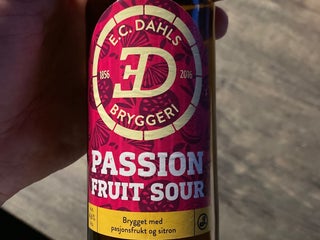 E.C. DAHLS
1856 ED 2016
BRYGGERI
PASSION
FRUIT SOUR
Brygget med
pasjonsfrukt og sitron